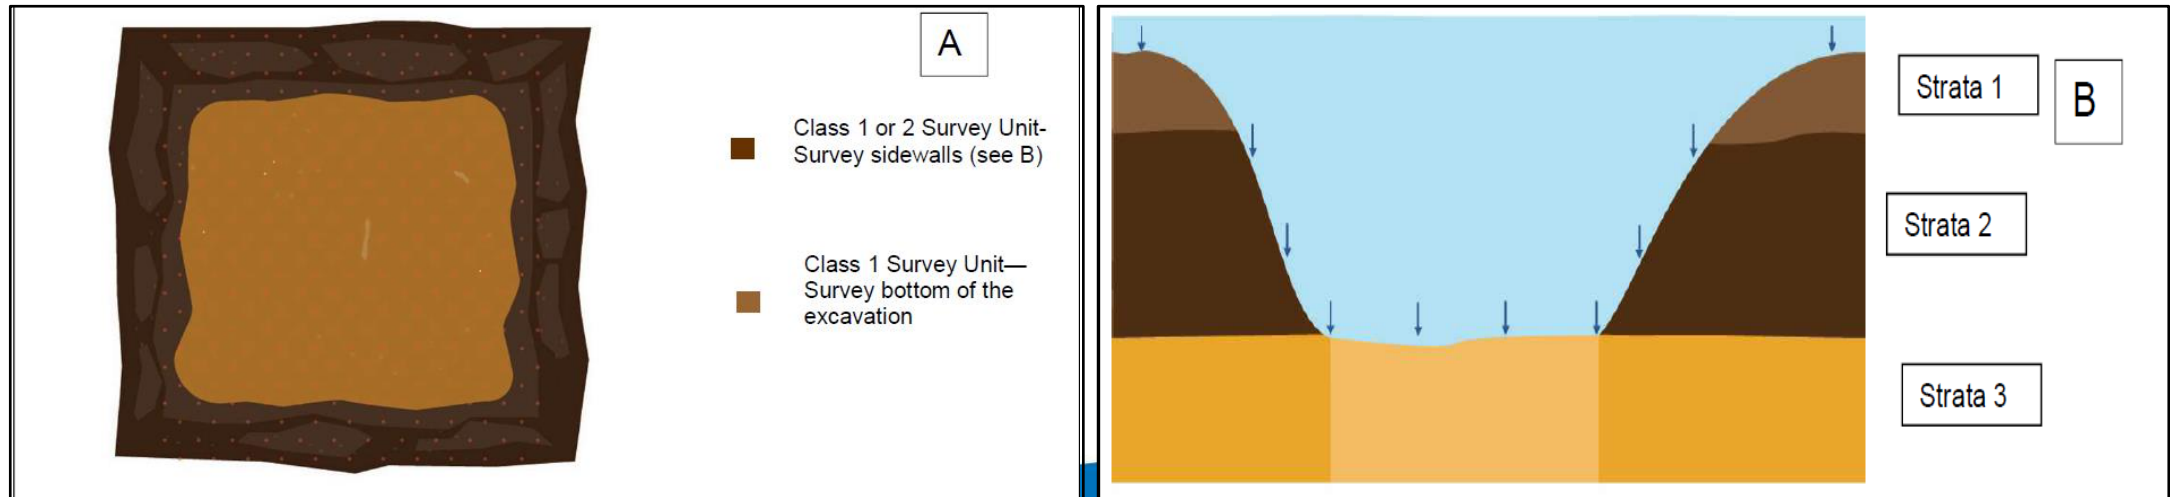 A
Class 1 or 2 Survey Unit-
Survey sidewalls (see B)
Class 1 Survey Unit—
Survey bottom of the
excavation
Strata 1
B
Strata 2
Strata 3